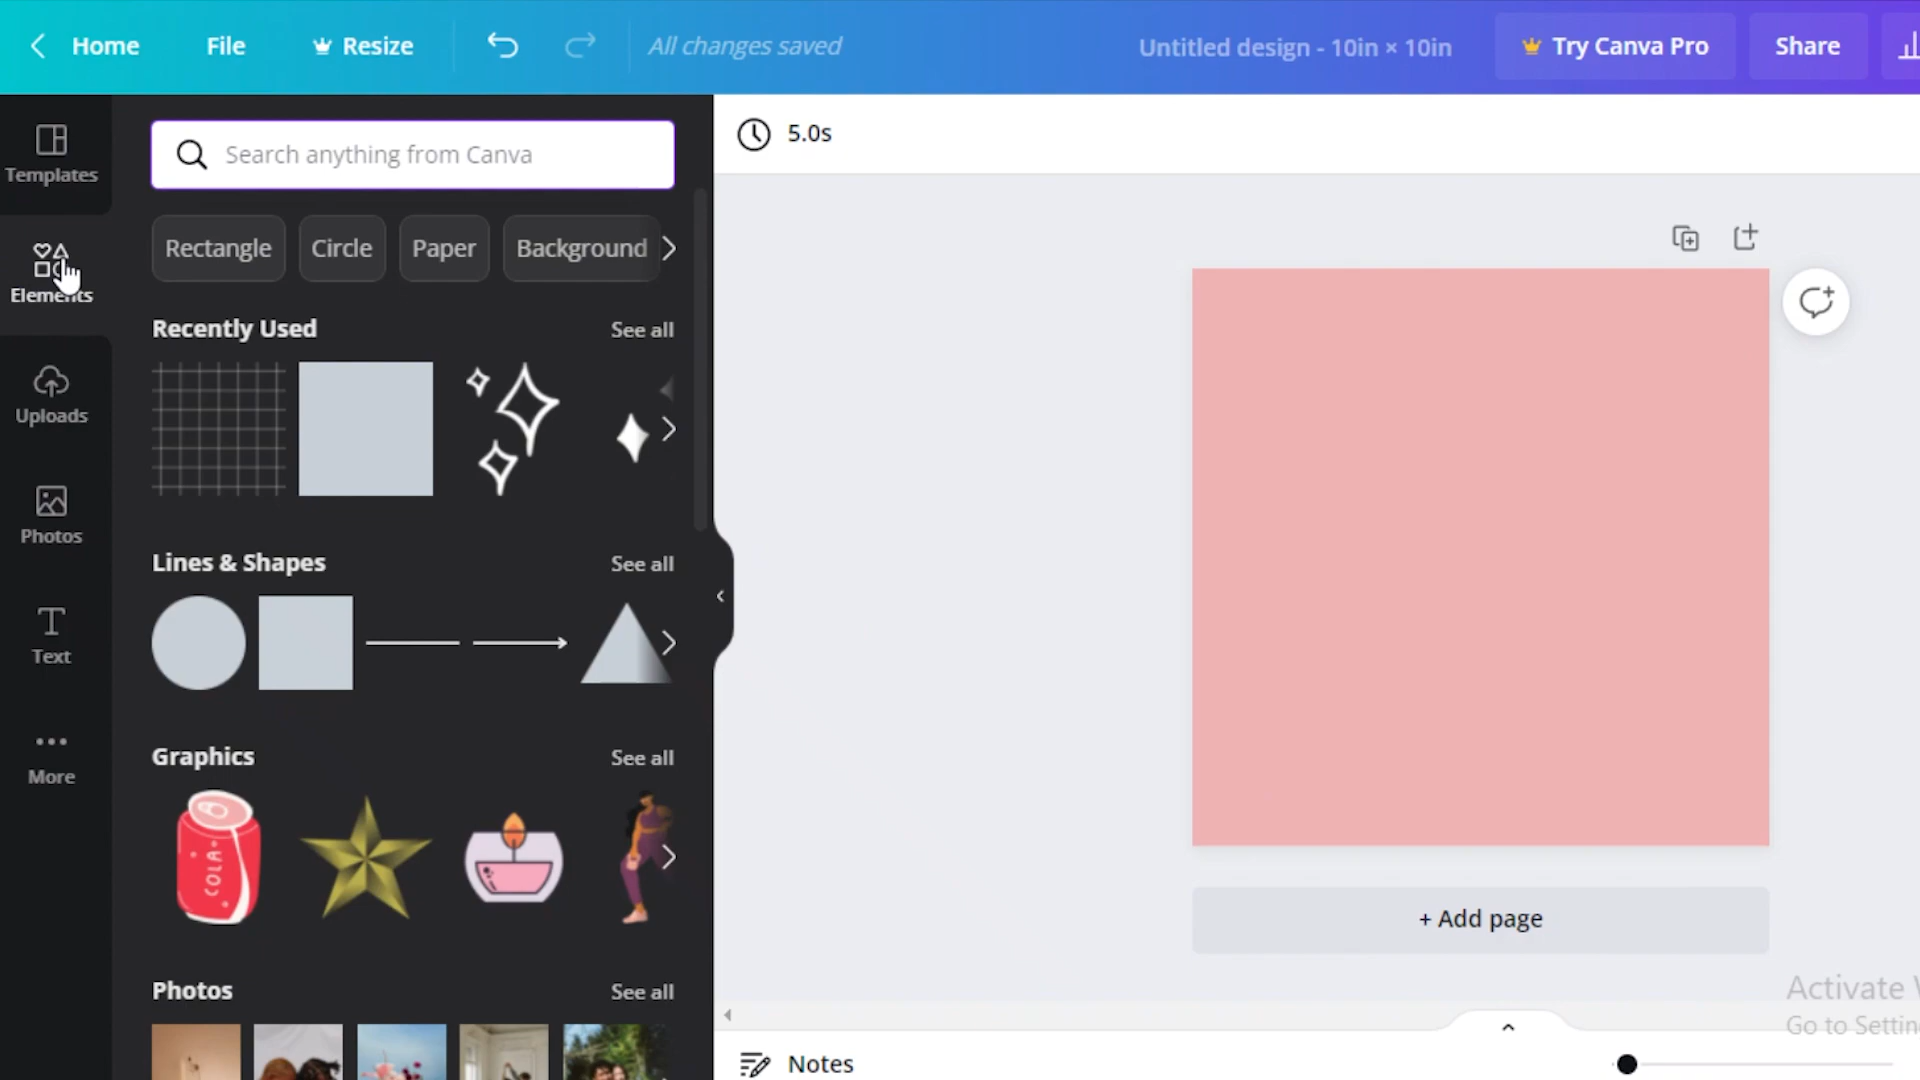 Home File Resize All changes saved Untitled design - 10in × 10in Try Canva Pro Share
Templates
Search anything from Canva
5.0s
Rectangle Circle Paper Background
Elements
Recently Used See all
Uploads
Photos
Lines & Shapes See all
Text
Graphics See all
More
COLA
+ Add page
Photos See all
Activate
Go to Settin
Notes